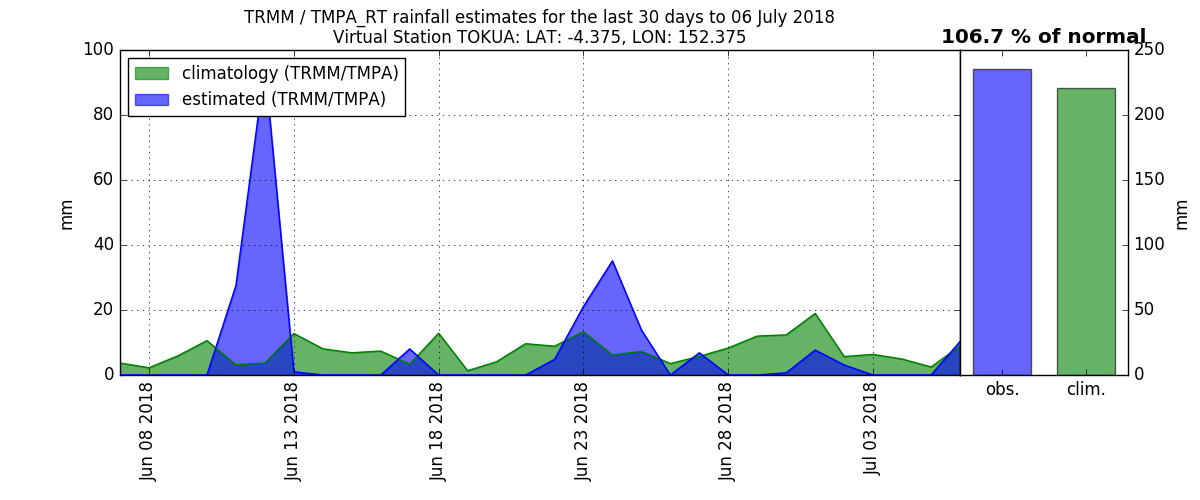 TRMM / TMPA_RT rainfall estimates for the last 30 days to 06 July 2018
Virtual Station TOKUA: LAT: -4.375, LON: 152.375
106.7 % of normal
climatology (TRMM/TMPA)
estimated (TRMM/TMPA)
100
80
60
40
20
0
mm
Jun 08 2018
Jun 13 2018
Jun 18 2018
Jun 23 2018
Jun 28 2018
Jul 03 2018
250
200
150
100
50
0
mm
obs.
clim.